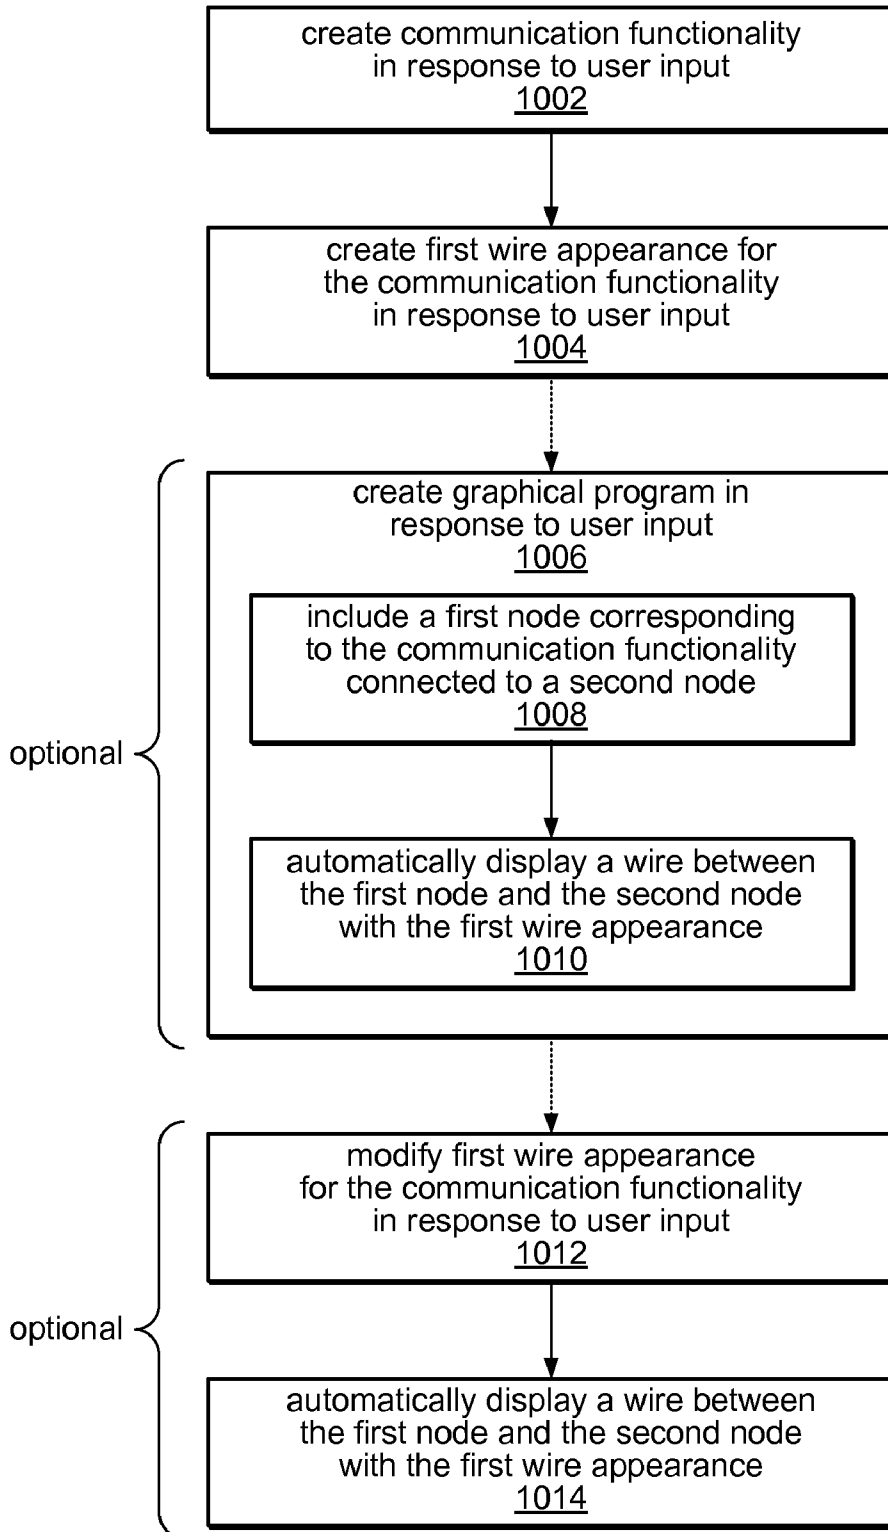 create communication functionality
in response to user input
1002
create first wire appearance for
the communication functionality
in response to user input
1004
create graphical program in
response to user input
1006
include a first node corresponding
to the communication functionality
connected to a second node
1008
optional
automatically display a wire between
the first node and the second node
with the first wire appearance
1010
modify first wire appearance
for the communication functionality
in response to user input
1012
optional
automatically display a wire between
the first node and the second node
with the first wire appearance
1014